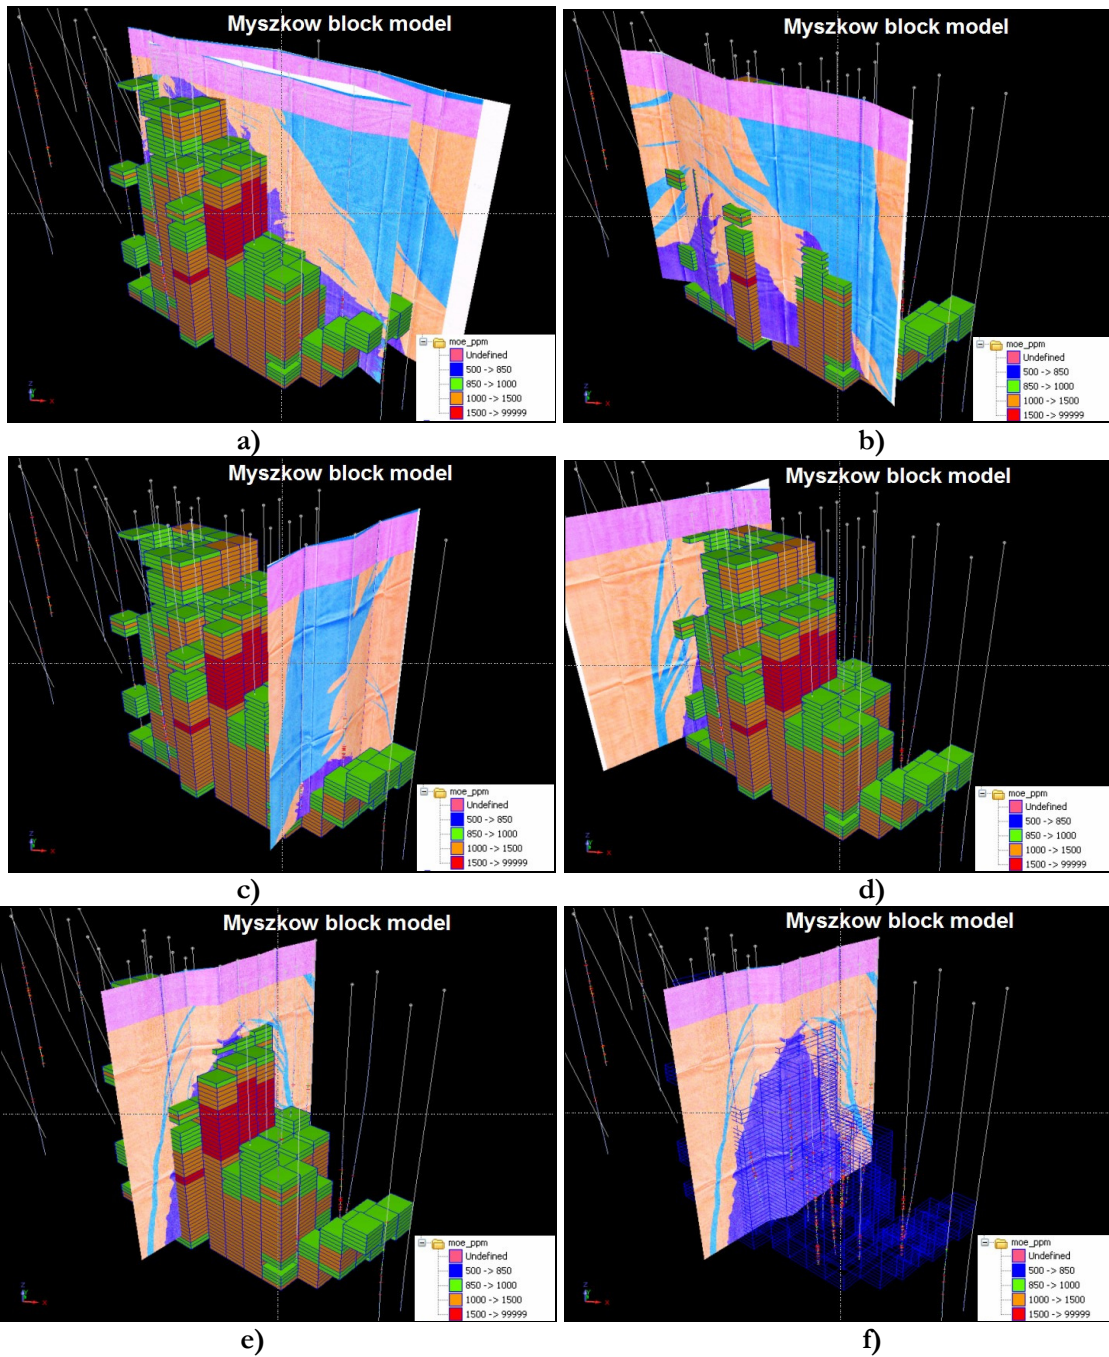 Myszkow block model
moe_ppm
Undefined
500 -> 850
850 -> 1000
1000 -> 1500
1500 -> 99999
a)
Myszkow block model
moe_ppm
Undefined
500 -> 850
850 -> 1000
1000 -> 1500
1500 -> 99999
b)
Myszkow block model
moe_ppm
Undefined
500 -> 850
850 -> 1000
1000 -> 1500
1500 -> 99999
c)
Myszkow block model
moe_ppm
Undefined
500 -> 850
850 -> 1000
1000 -> 1500
1500 -> 99999
d)
Myszkow block model
moe_ppm
Undefined
500 -> 850
850 -> 1000
1000 -> 1500
1500 -> 99999
e)
Myszkow block model
moe_ppm
Undefined
500 -> 850
850 -> 1000
1000 -> 1500
1500 -> 99999
f)